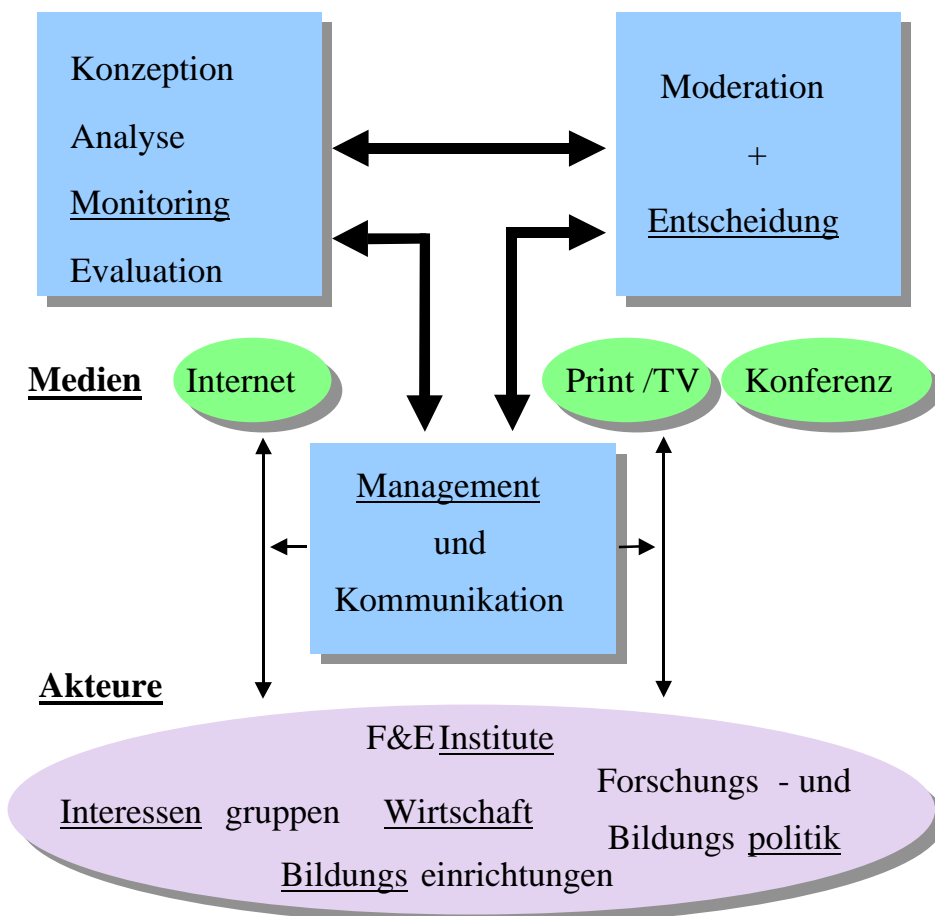 Konzeption
Analyse
Monitoring
Evaluation
Moderation
+
Entscheidung
Medien
Internet
Print /TV
Konferenz
Management
und
Kommunikation
Akteure
F&E Institute
Interessen gruppen
Wirtschaft
Forschungs - und
Bildungs politik
Bildungs einrichtungen